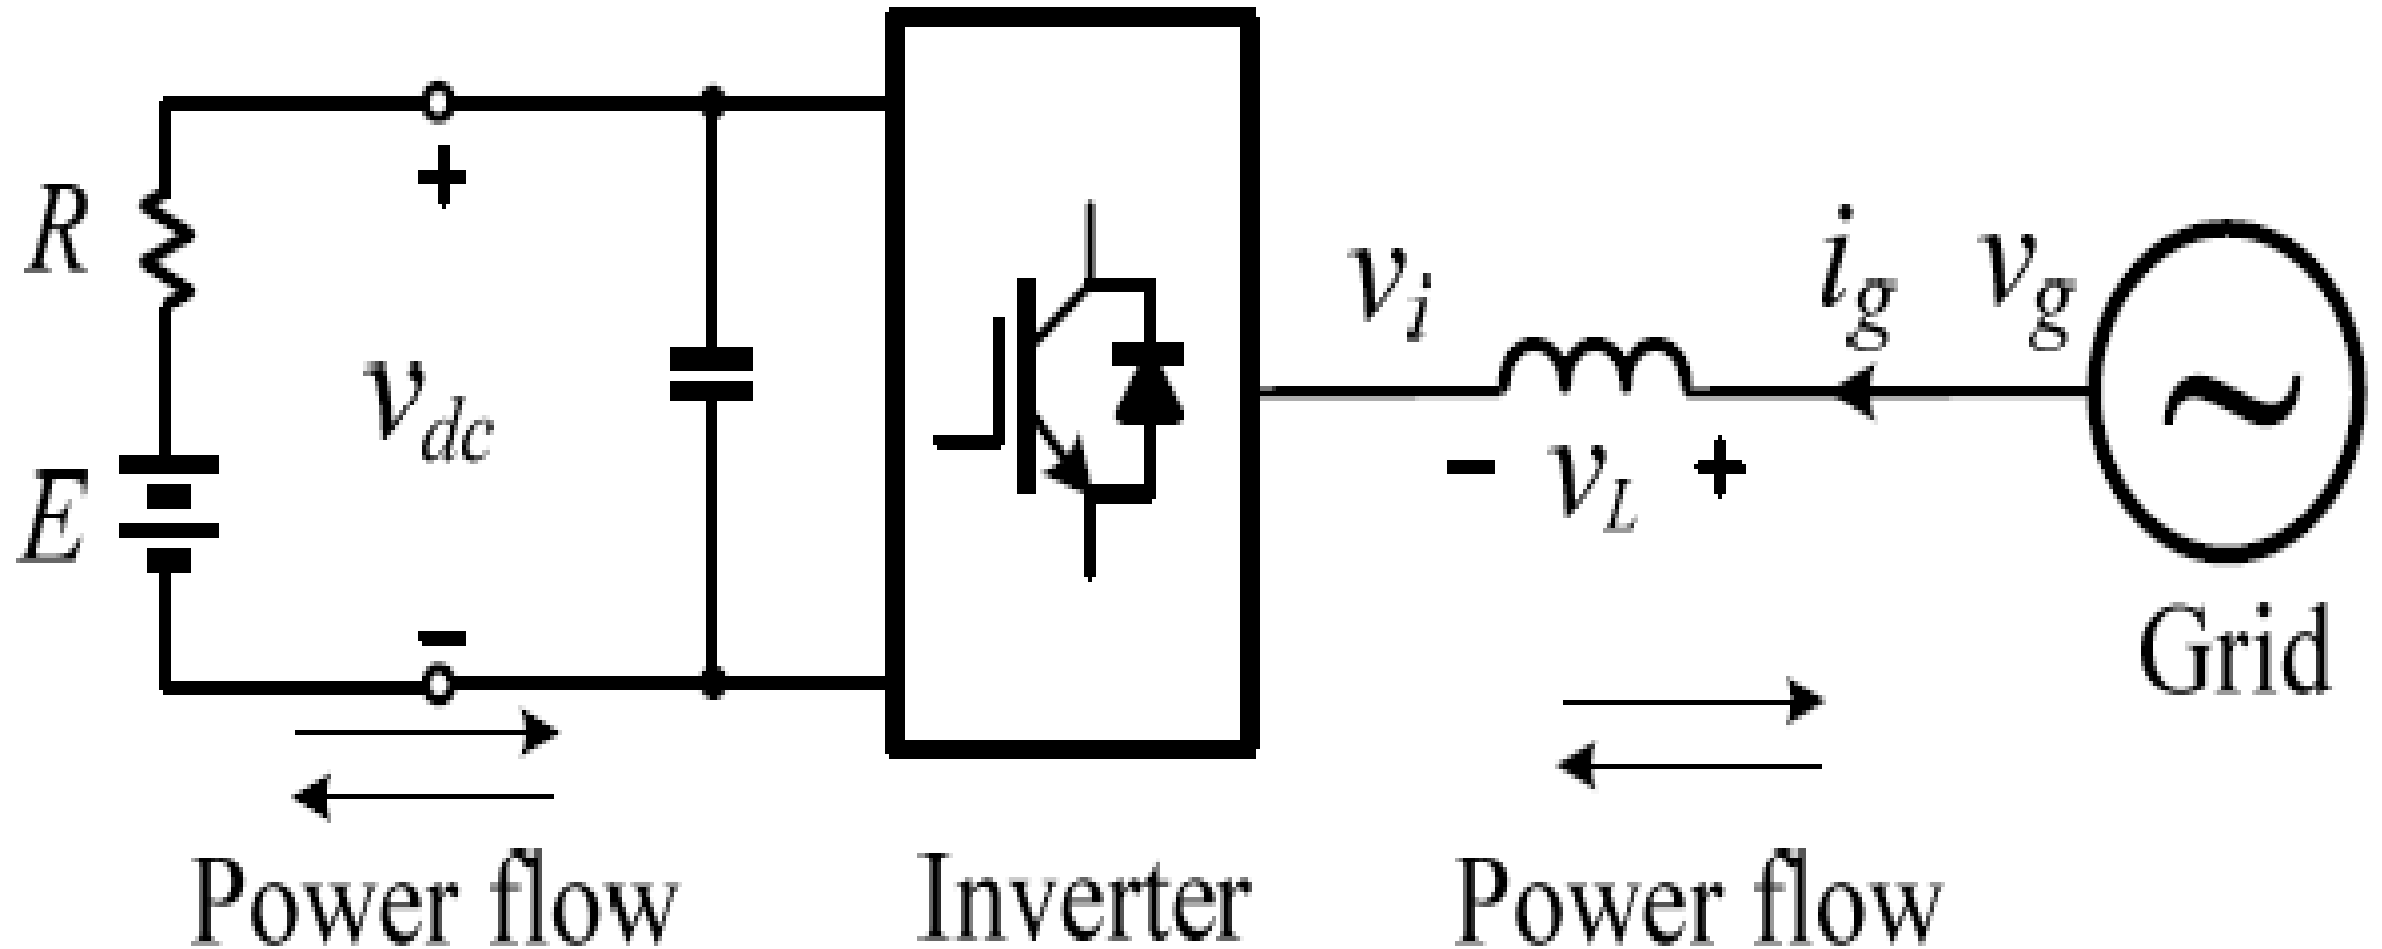 R
E
+
v_dc
−
v_i
i_g
v_g
− v_L +
~
Grid
Power flow
Inverter
Power flow